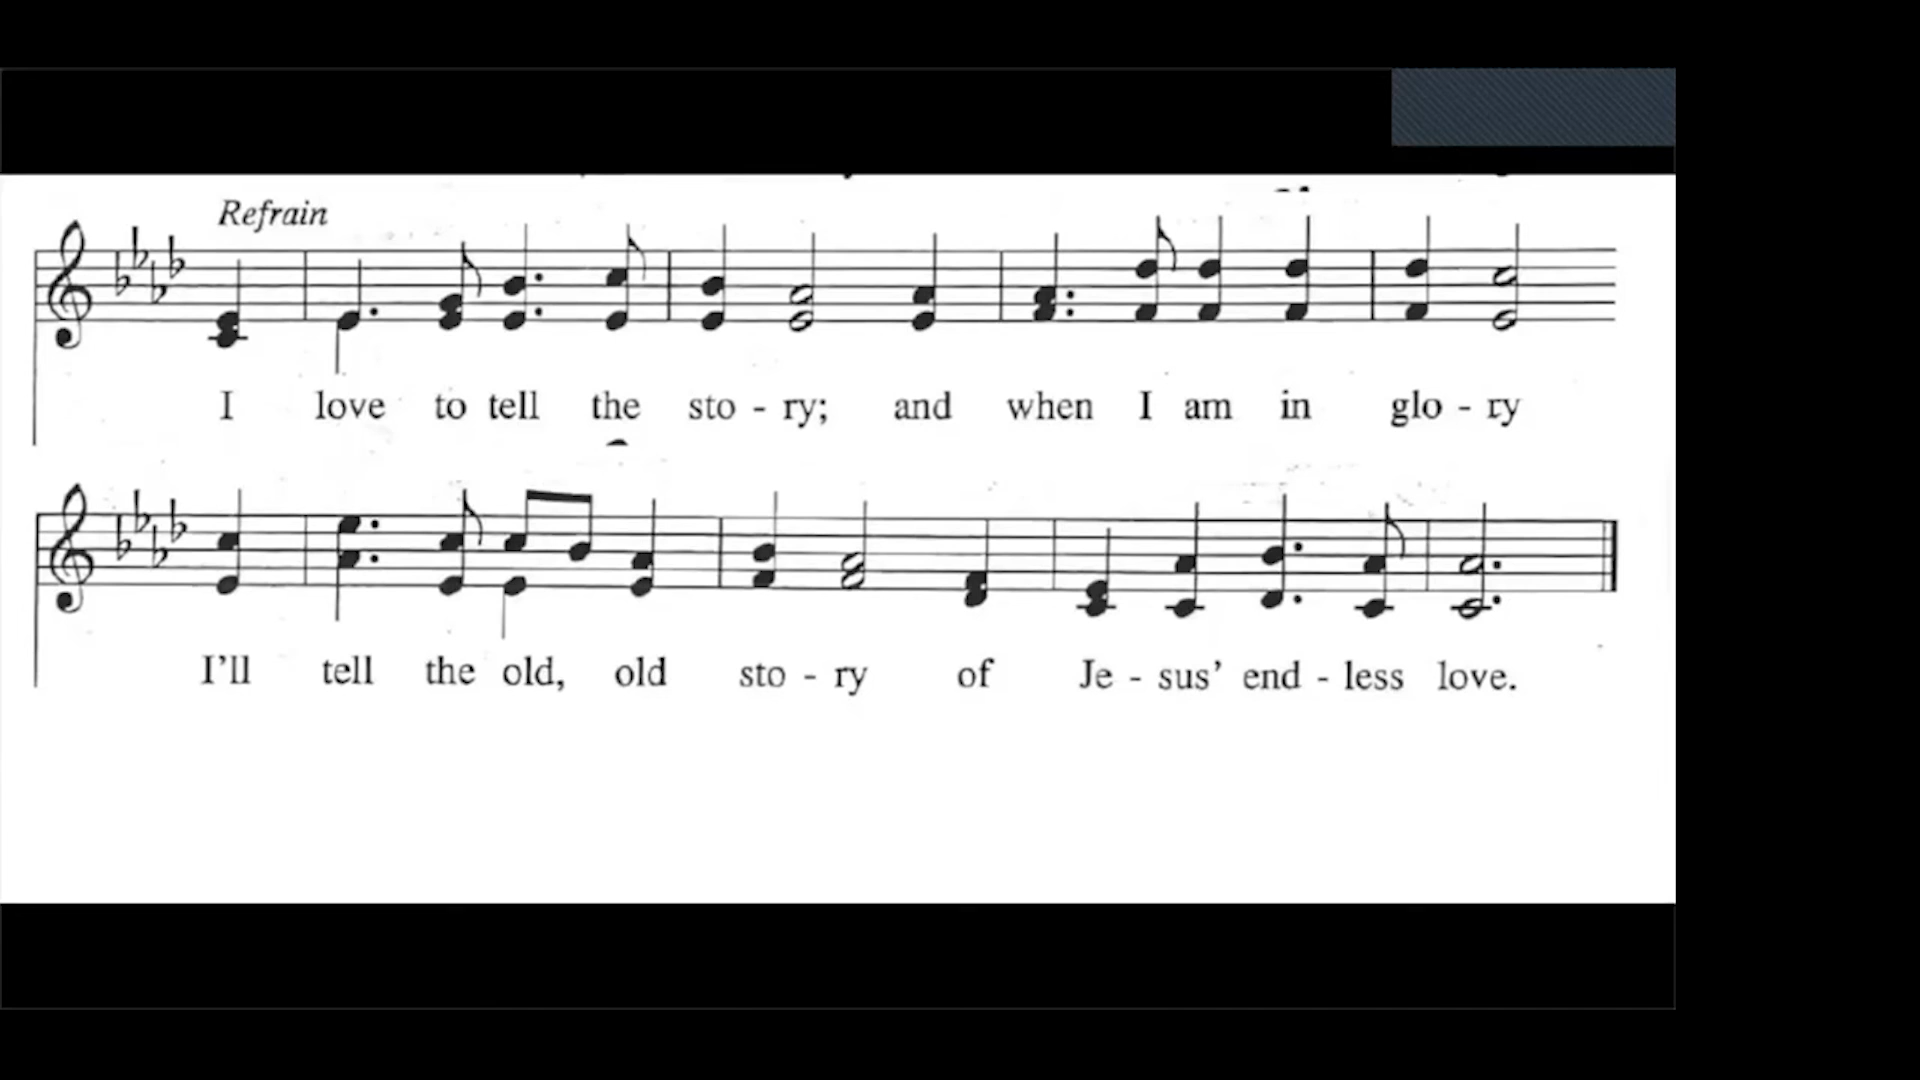 Refrain
I love to tell the sto - ry; and when I am in glo - ry
I’ll tell the old, old sto - ry of Je - sus’ end - less love.